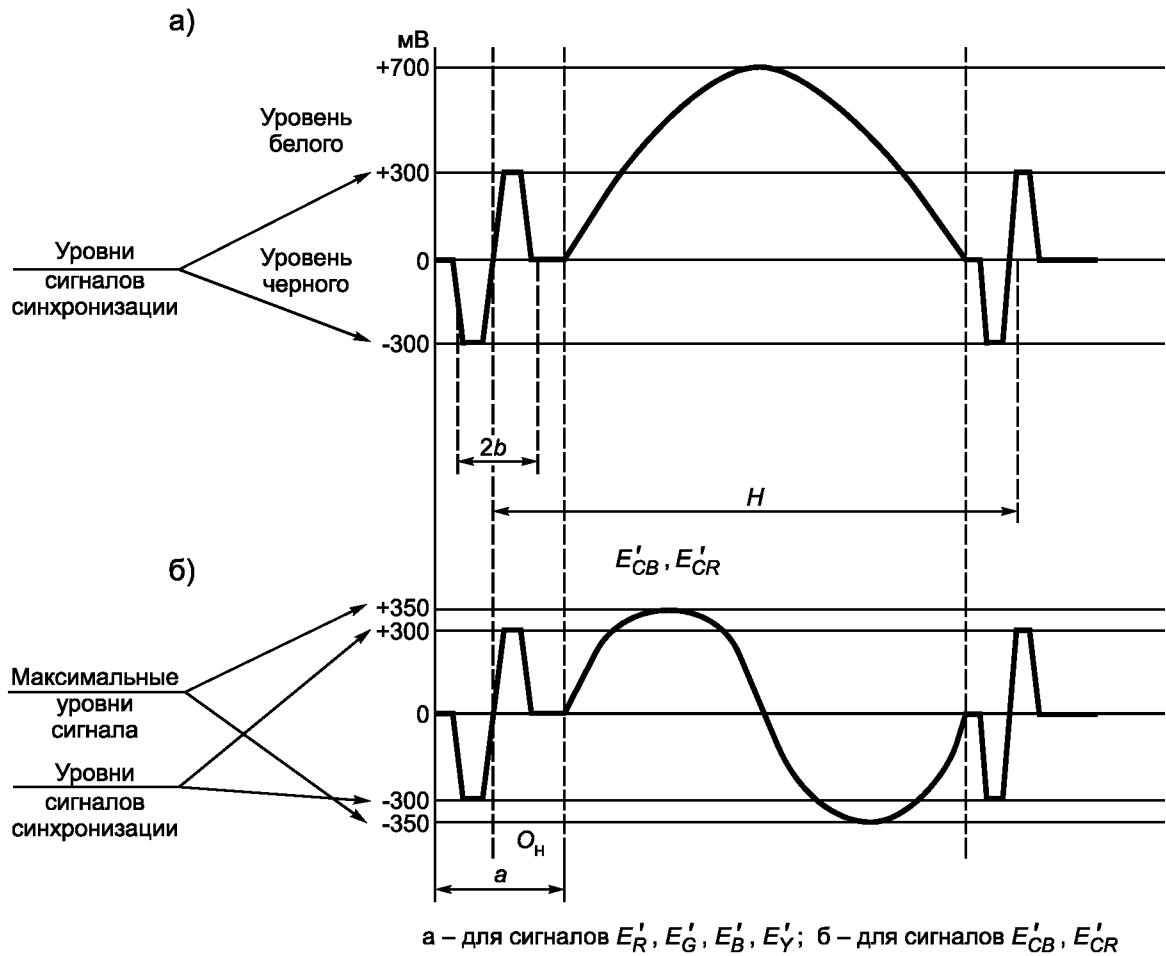 а)
мВ
+700
Уровень
белого
+300
Уровни
сигналов
синхронизации
Уровень
черного
0
-300
2b
H
E'CB , E'CR
б)
+350
+300
Максимальные
уровни
сигнала
0
Уровни
сигналов
синхронизации
-300
-350
Oн
a
а – для сигналов E'R , E'G , E'B , E'Y ; б – для сигналов E'CB , E'CR